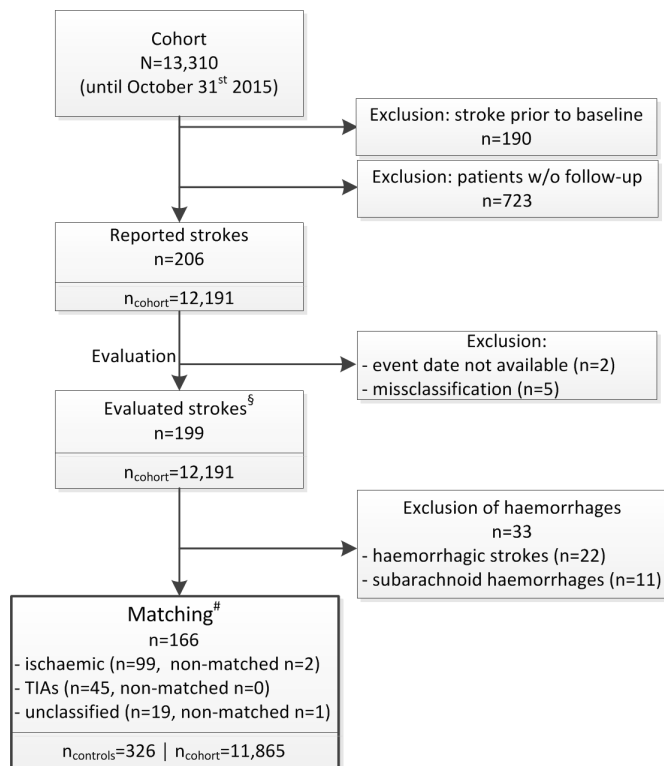 Cohort
N=13,310
(until October 31st 2015)
Exclusion: stroke prior to baseline
n=190
Exclusion: patients w/o follow-up
n=723
Reported strokes
n=206
ncohort=12,191
Evaluation
Exclusion:
- event date not available (n=2)
- missclassification (n=5)
Evaluated strokes§
n=199
ncohort=12,191
Exclusion of haemorrhages
n=33
- haemorrhagic strokes (n=22)
- subarachnoid haemorrhages (n=11)
Matching#
n=166
- ischaemic (n=99, non-matched n=2)
- TIAs (n=45, non-matched n=0)
- unclassified (n=19, non-matched n=1)
ncontrols=326 | ncohort=11,865